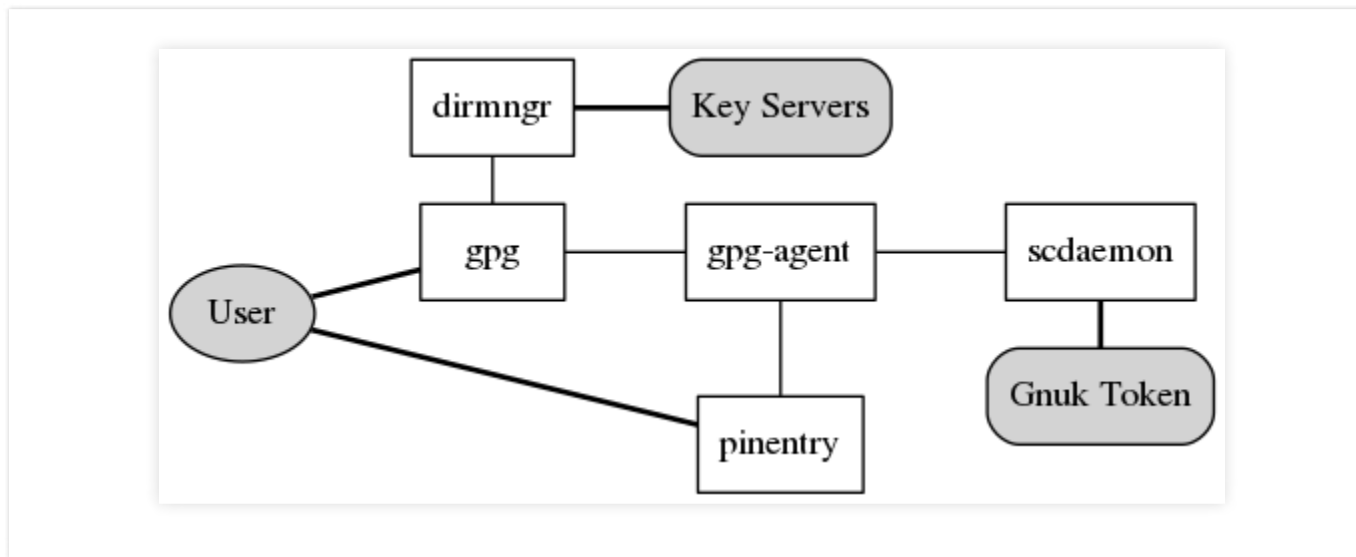 dirmngr
Key Servers
gpg
gpg-agent
scdaemon
User
Gnuk Token
pinentry